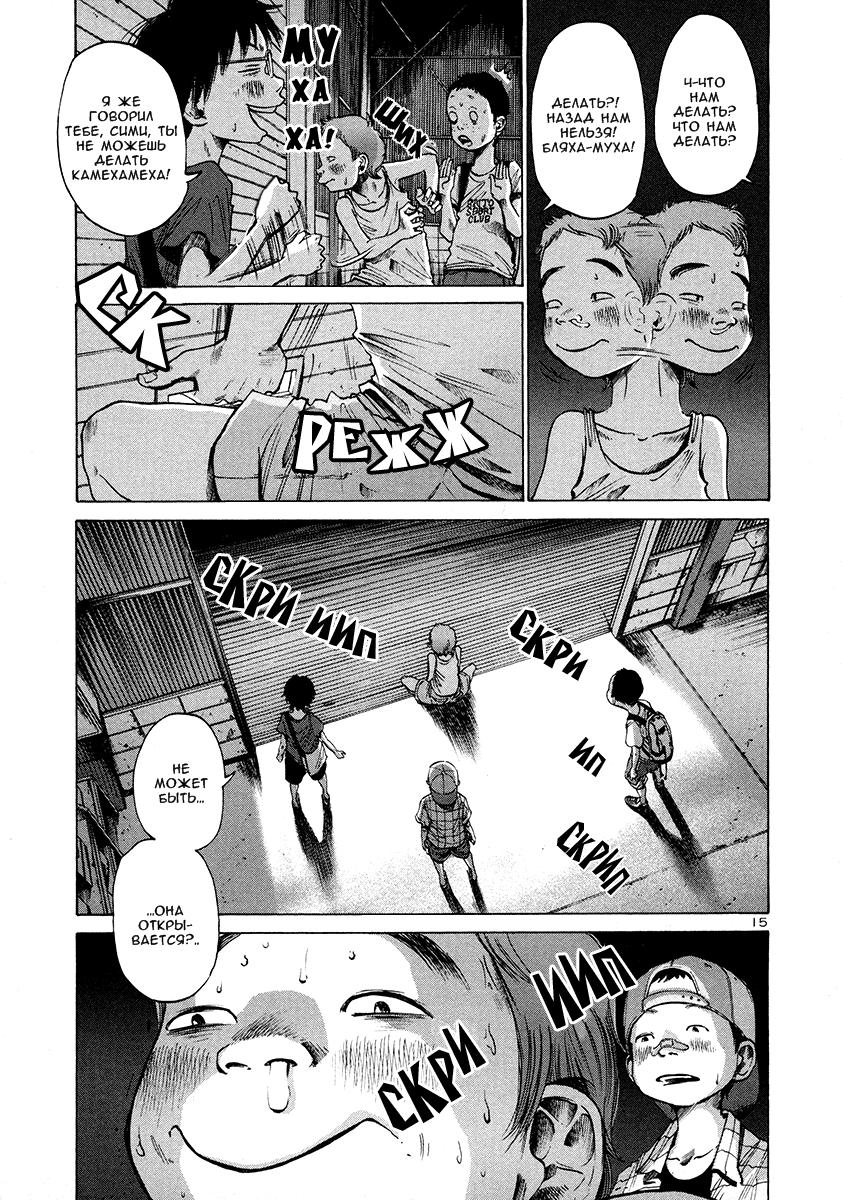 Ч-ЧТО
НАМ
ДЕЛАТЬ?
ЧТО НАМ
ДЕЛАТЬ?
ДЕЛАТЬ?!
НАЗАД НАМ
НЕЛЬЗЯ!
БЛЯХА-МУХА!
ШИХ
МУ
ХА
ХА!
Я ЖЕ
ГОВОРИЛ
ТЕБЕ, СИМИ, ТЫ
НЕ МОЖЕШЬ
ДЕЛАТЬ
КАМЕХАМЕХА!
SPORT
CLUB
СК
РЕЖЖ
СКРИ ИИП
СКРИ
ИП
СКРИП
НЕ
МОЖЕТ
БЫТЬ...
...ОНА
ОТКРЫ-
ВАЕТСЯ?..
15
СКРИ
ИИП